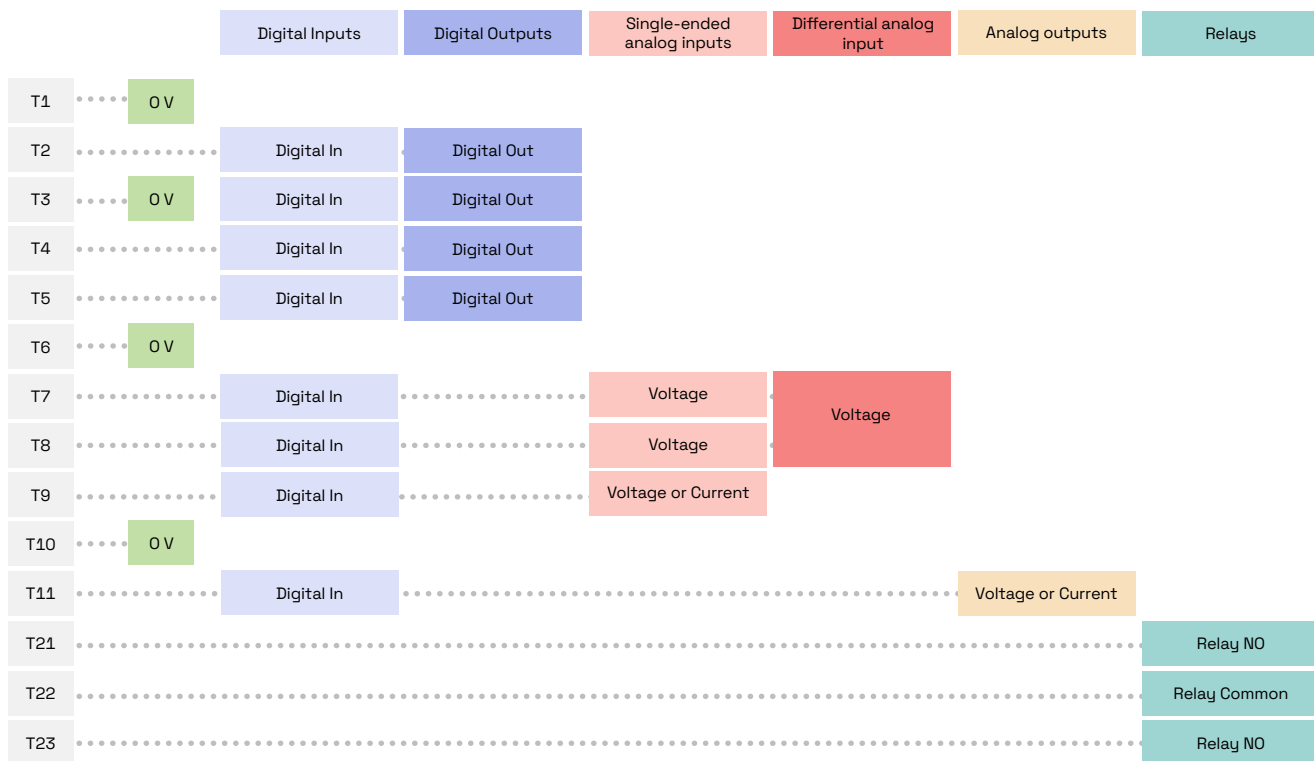 Digital Inputs
Digital Outputs
Single-ended
analog inputs
Differential analog
input
Analog outputs
Relays
T1
0 V
T2
Digital In
Digital Out
T3
0 V
Digital In
Digital Out
T4
Digital In
Digital Out
T5
Digital In
Digital Out
T6
0 V
T7
Digital In
Voltage
Voltage
T8
Digital In
Voltage
T9
Digital In
Voltage or Current
T10
0 V
T11
Digital In
Voltage or Current
T21
Relay NO
T22
Relay Common
T23
Relay NO